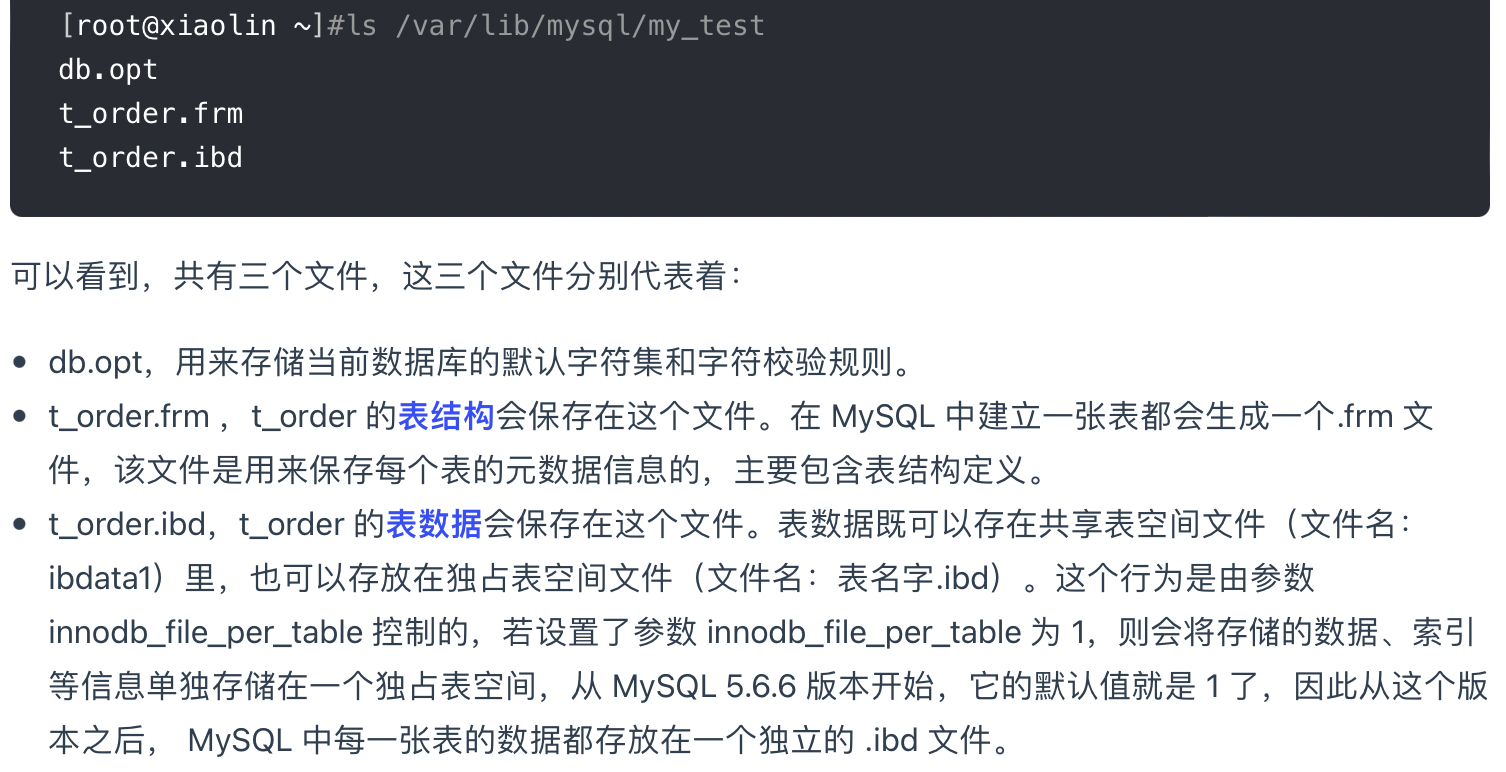 [root@xiaolin ~]#ls /var/lib/mysql/my_test
db.opt
t_order.frm
t_order.ibd
可以看到，共有三个文件，这三个文件分别代表着：
• db.opt，用来存储当前数据库的默认字符集和字符校验规则。
• t_order.frm ，t_order 的表结构会保存在这个文件。在 MySQL 中建立一张表都会生成一个.frm 文
件，该文件是用来保存每个表的元数据信息的，主要包含表结构定义。
• t_order.ibd，t_order 的表数据会保存在这个文件。表数据既可以存在共享表空间文件（文件名：
ibdata1）里，也可以存放在独占表空间文件（文件名：表名字.ibd）。这个行为是由参数
innodb_file_per_table 控制的，若设置了参数 innodb_file_per_table 为 1，则会将存储的数据、索引
等信息单独存储在一个独占表空间，从 MySQL 5.6.6 版本开始，它的默认值就是 1 了，因此从这个版
本之后， MySQL 中每一张表的数据都存放在一个独立的 .ibd 文件。